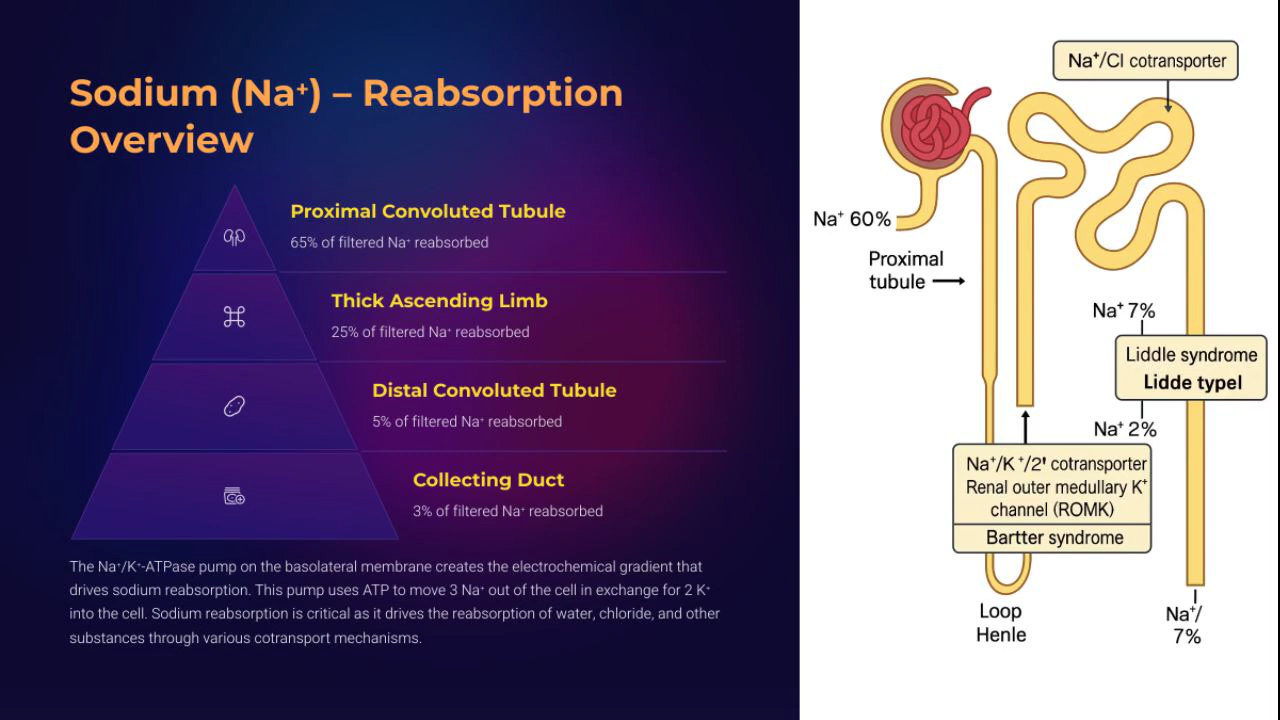 Sodium (Na⁺) – Reabsorption
Overview
Proximal Convoluted Tubule
65% of filtered Na⁺ reabsorbed
Thick Ascending Limb
25% of filtered Na⁺ reabsorbed
Distal Convoluted Tubule
5% of filtered Na⁺ reabsorbed
Collecting Duct
3% of filtered Na⁺ reabsorbed
The Na⁺/K⁺-ATPase pump on the basolateral membrane creates the electrochemical gradient that
drives sodium reabsorption. This pump uses ATP to move 3 Na⁺ out of the cell in exchange for 2 K⁺
into the cell. Sodium reabsorption is critical as it drives the reabsorption of water, chloride, and other
substances through various cotransport mechanisms.
Na⁺/Cl cotransporter
Na⁺ 60%
Proximal
tubule
Na⁺ 7%
Liddle syndrome
Lidde typel
Na⁺ 2%
Na⁺/K⁺/2' cotransporter
Renal outer medullary K⁺
channel (ROMK)
Bartter syndrome
Loop
Henle
Na⁺/
7%